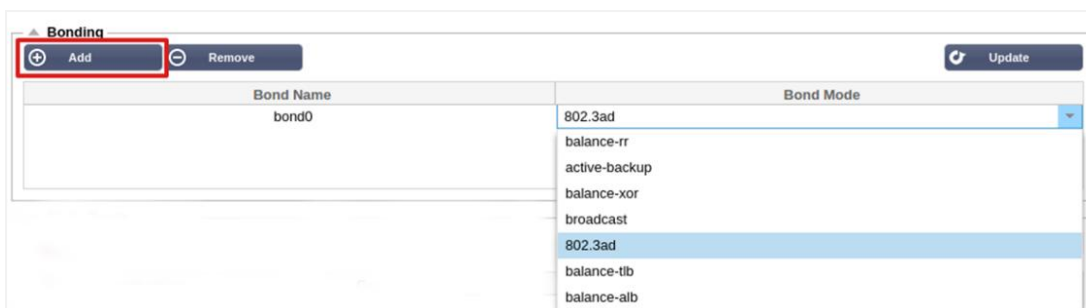 Bonding
Add Remove Update
Bond Name Bond Mode
bond0 802.3ad
balance-rr
active-backup
balance-xor
broadcast
802.3ad
balance-tlb
balance-alb